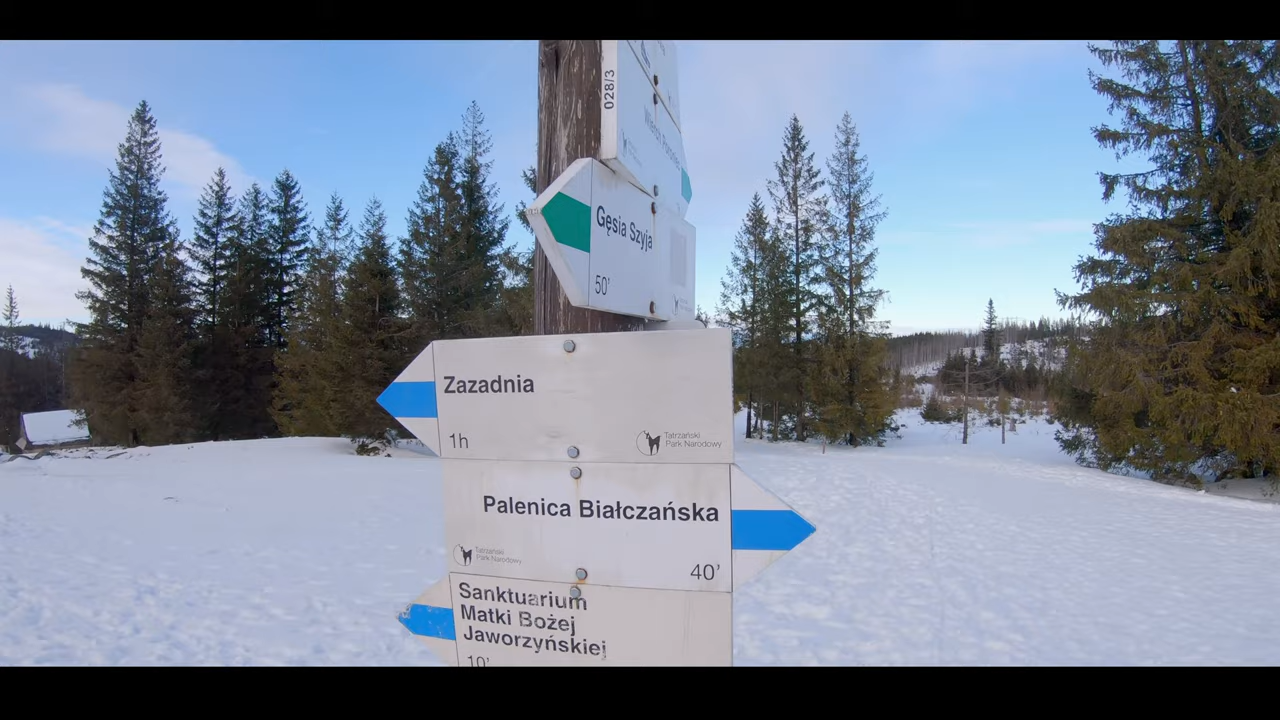 028/3
Gęsia Szyja
50'
Zazadnia
1h
Tatrzański
Park Narodowy
Palenica Białczańska
Tatrzański
Park Narodowy
40'
Sanktuarium
Matki Bożej
Jaworzyńskiej
10'